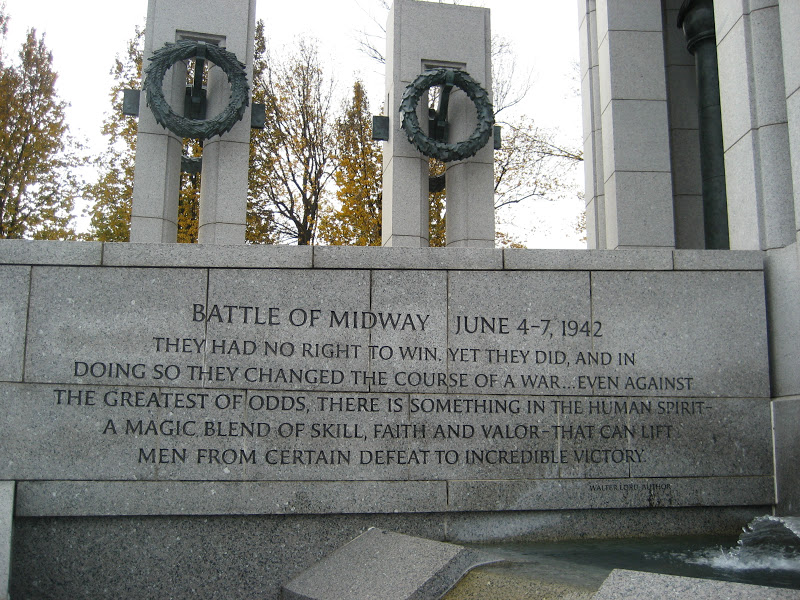 BATTLE OF MIDWAY JUNE 4-7, 1942
THEY HAD NO RIGHT TO WIN. YET THEY DID, AND IN
DOING SO THEY CHANGED THE COURSE OF A WAR...EVEN AGAINST
THE GREATEST OF ODDS, THERE IS SOMETHING IN THE HUMAN SPIRIT-
A MAGIC BLEND OF SKILL, FAITH AND VALOR-THAT CAN LIFT
MEN FROM CERTAIN DEFEAT TO INCREDIBLE VICTORY.
WALTER LORD, AUTHOR